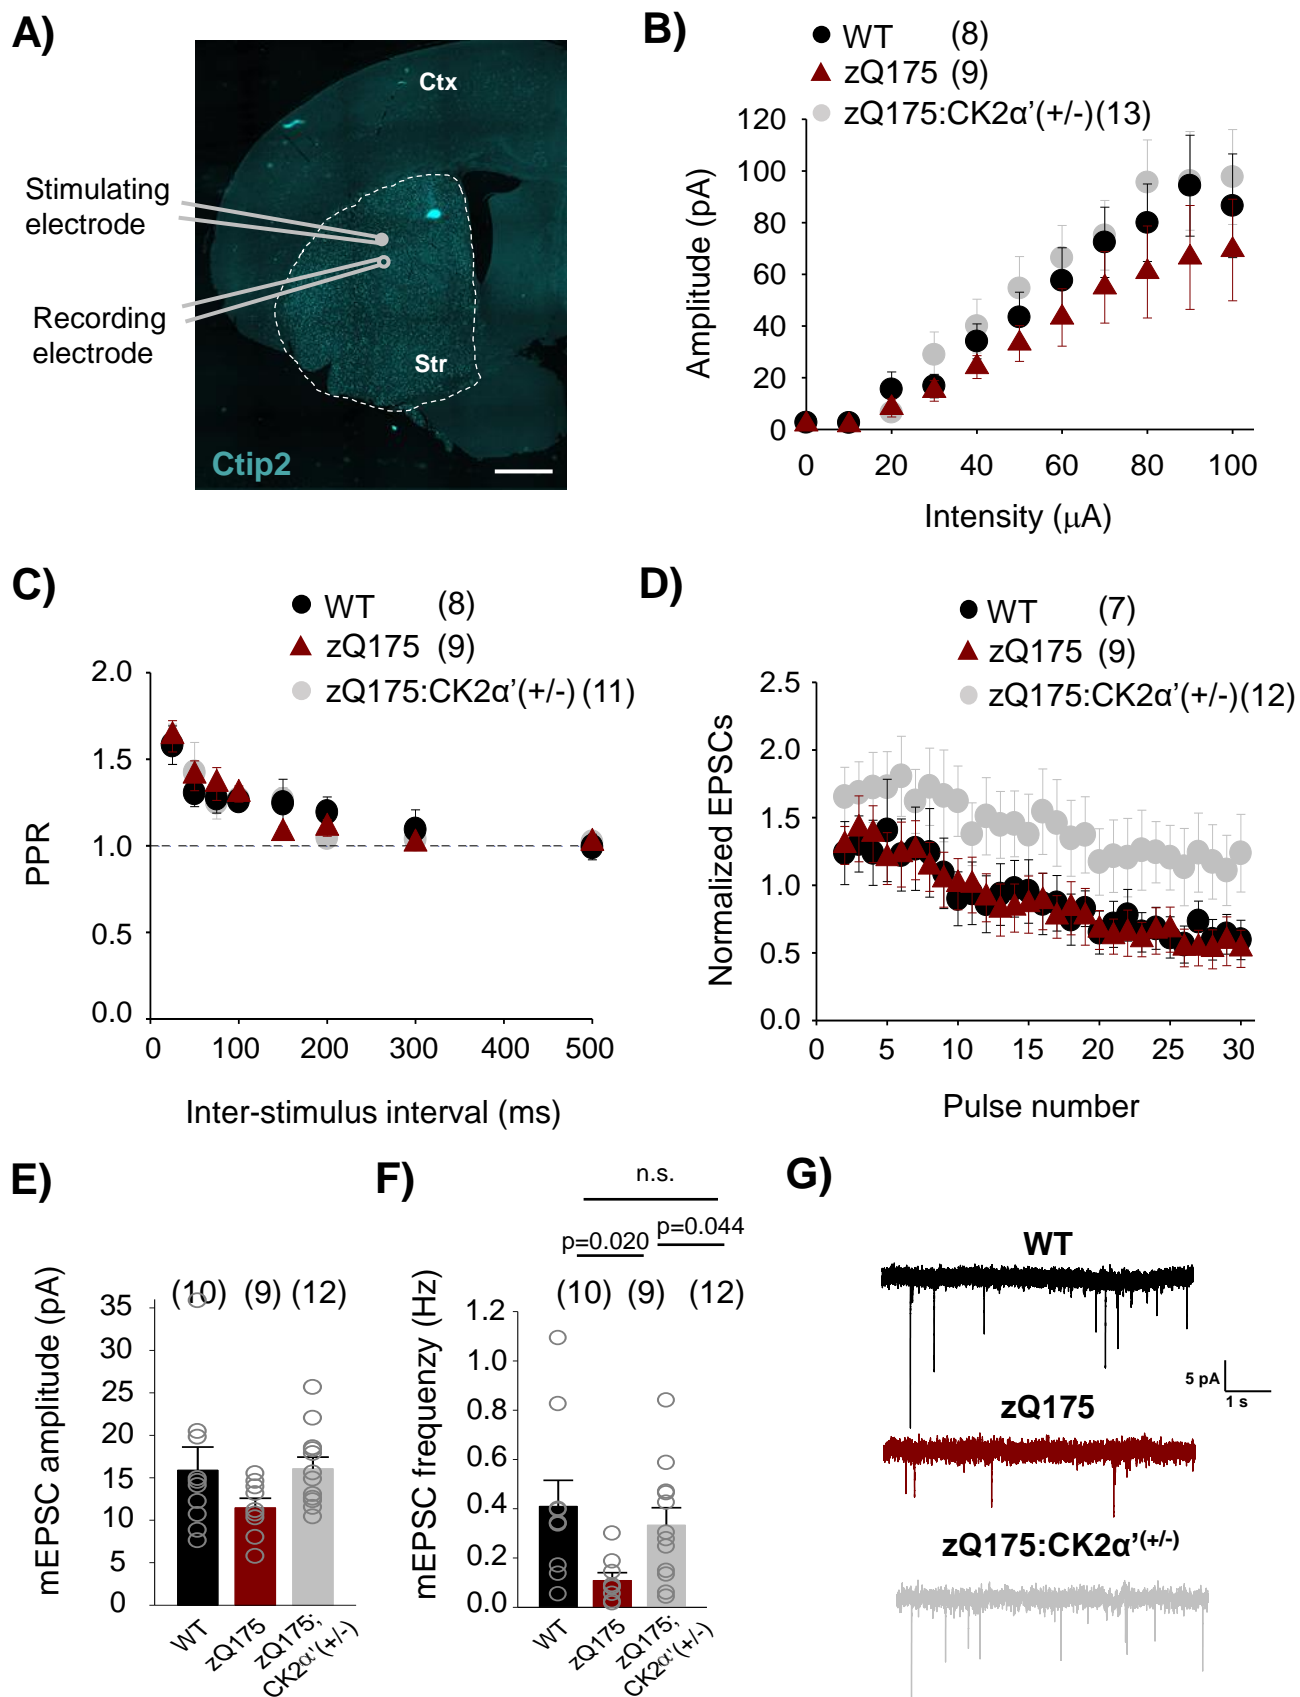 A)
Ctx
Stimulating
electrode
Recording
electrode
Str
Ctip2
B)
WT (8)
zQ175 (9)
zQ175:CK2α’(+/-)(13)
120
100
80
60
40
20
0
Amplitude (pA)
0 20 40 60 80 100
Intensity (μA)
C)
WT (8)
zQ175 (9)
zQ175:CK2α’(+/-) (11)
2.0
1.5
1.0
0.5
0.0
PPR
0 100 200 300 400 500
Inter-stimulus interval (ms)
D)
WT (7)
zQ175 (9)
zQ175:CK2α’(+/-)(12)
2.5
2.0
1.5
1.0
0.5
0.0
Normalized EPSCs
0 5 10 15 20 25 30
Pulse number
E)
(10) (9) (12)
35
30
25
20
15
10
5
0
mEPSC amplitude (pA)
WT
zQ175
zQ175;
CK2α'(+/-)
F)
n.s.
p=0.020 p=0.044
(10) (9) (12)
1.2
1.0
0.8
0.6
0.4
0.2
0.0
mEPSC frequenzy (Hz)
WT
zQ175
zQ175;
CK2α'(+/-)
G)
WT
5 pA
1 s
zQ175
zQ175:CK2α’(+/-)